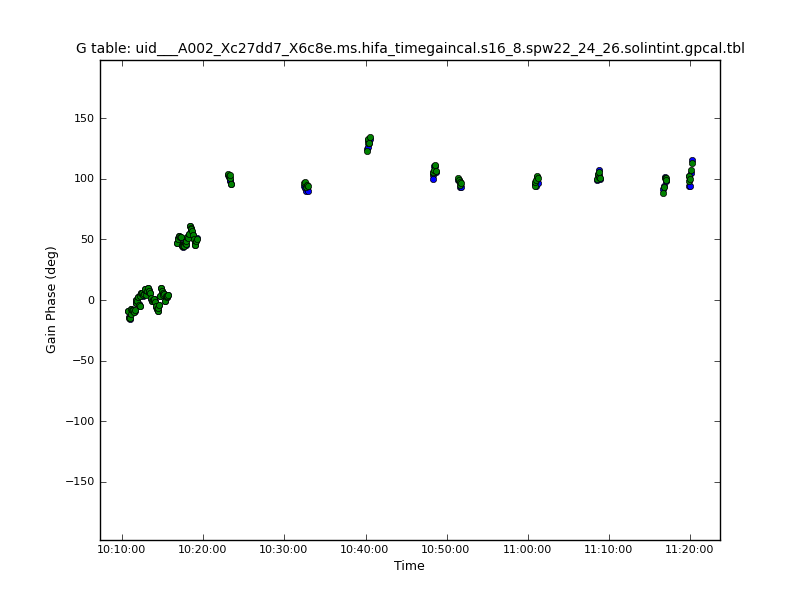 G table: uid___A002_Xc27dd7_X6c8e.ms.hifa_timegaincal.s16_8.spw22_24_26.solintint.gpcal.tbl
150
100
50
0
−50
−100
−150
Gain Phase (deg)
10:10:00 10:20:00 10:30:00 10:40:00 10:50:00 11:00:00 11:10:00 11:20:00
Time